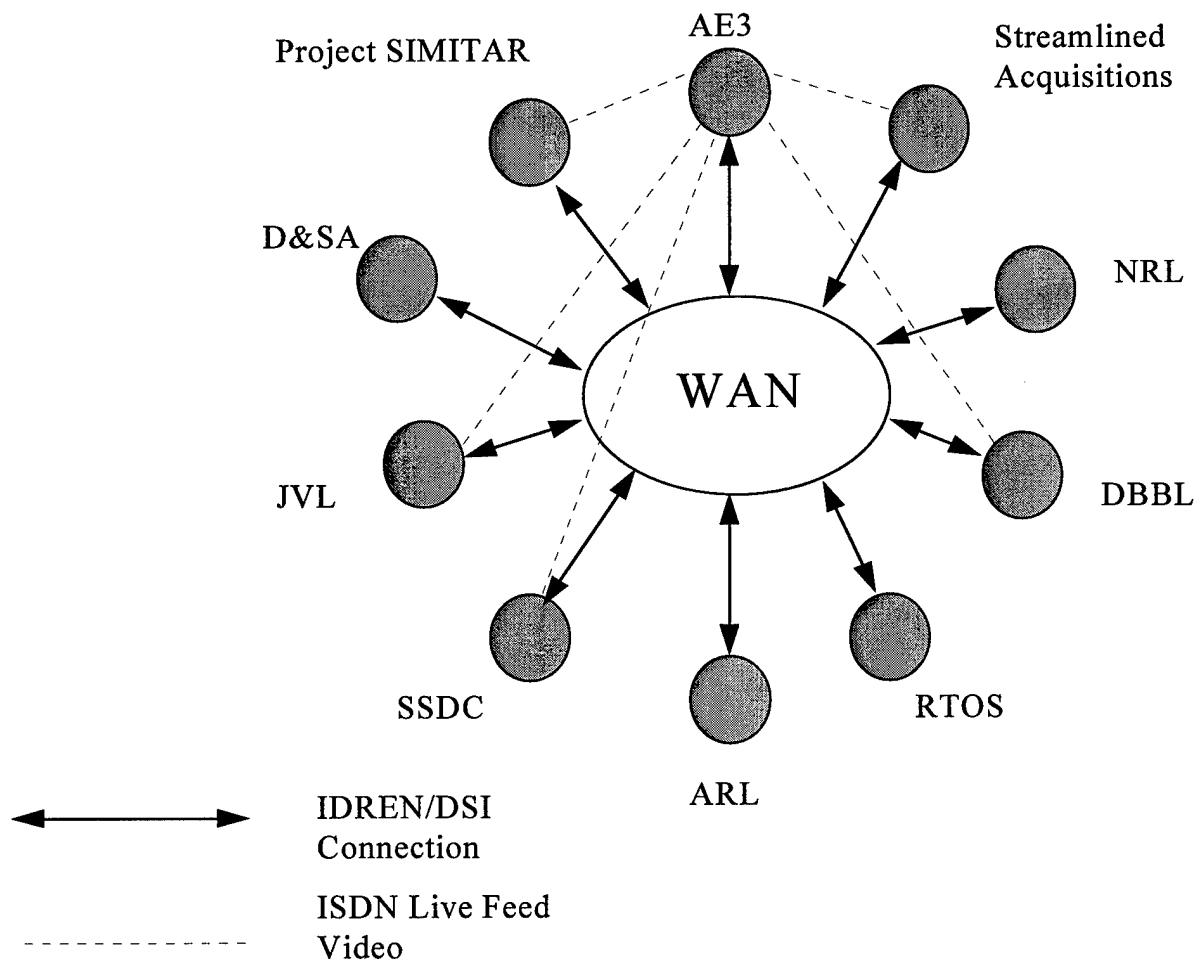 AE3
Project SIMITAR
Streamlined
Acquisitions
D&SA
NRL
WAN
JVL
DBBL
SSDC
RTOS
ARL
IDREN/DSI
Connection
ISDN Live Feed
Video